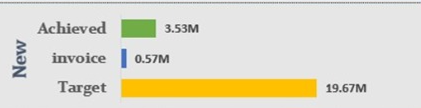 New
Achieved 3.53M
invoice 0.57M
Target 19.67M